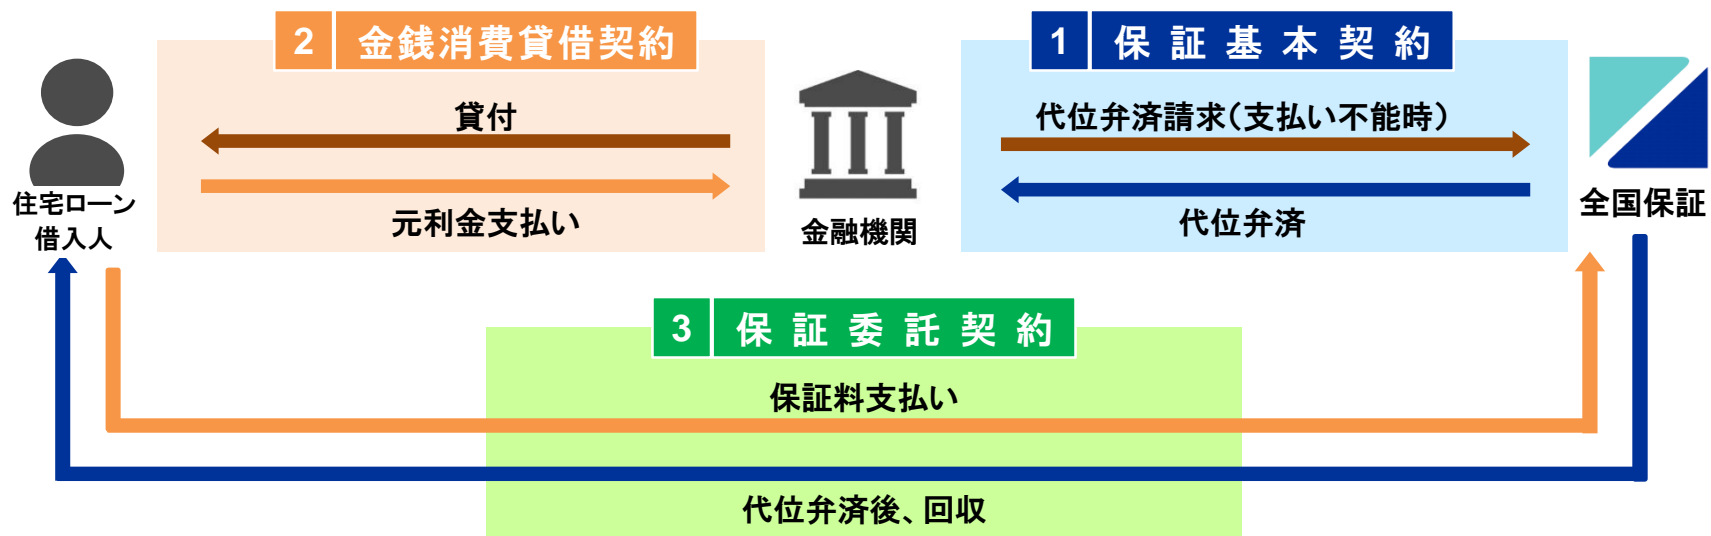 2 金銭消費貸借契約
1 保証基本契約
貸付
代位弁済請求（支払い不能時）
元利金支払い
代位弁済
住宅ローン
借入人
金融機関
全国保証
3 保証委託契約
保証料支払い
代位弁済後、回収